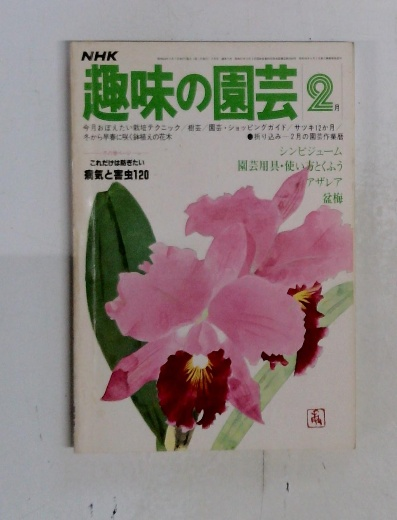 NHK
趣味の園芸 2月
今月おぼえたい栽培テクニック/樹芸/園芸・ショッピングガイド/サツキ12か月/
冬から早春に咲く鉢植えの花木 ●折り込み—2月の園芸作業暦
シンビジューム
これだけは防ぎたい
園芸用具・使い方とくふう
病気と害虫120
アザレア
盆梅